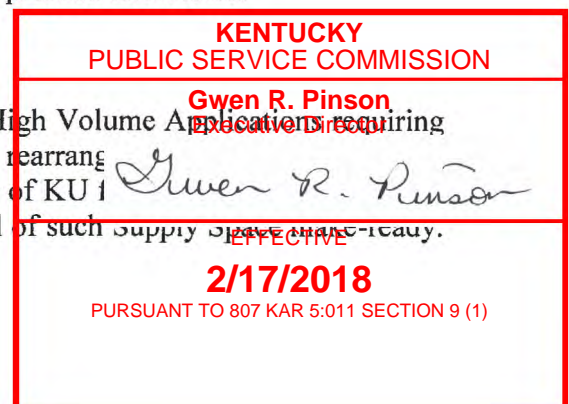 KENTUCKY
PUBLIC SERVICE COMMISSION
Gwen R. Pinson
High Volume Applications requiring
Executive Director
rearrang
of KU
Gwen R. Pinson
of such Supply Space make-ready.
EFFECTIVE
2/17/2018
PURSUANT TO 807 KAR 5:011 SECTION 9 (1)